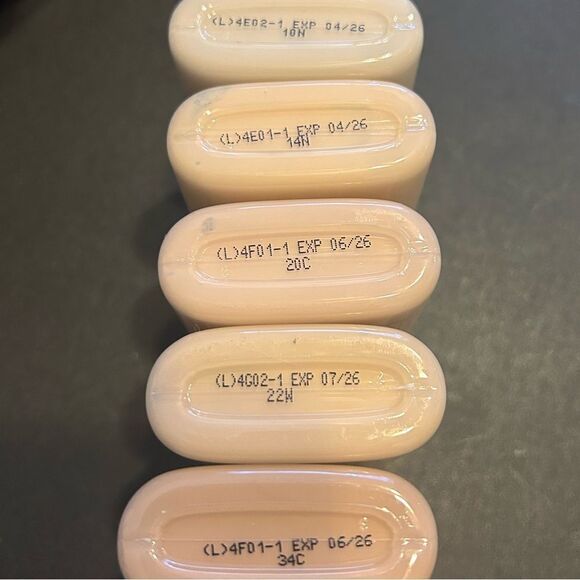 (L)4E02-1 EXP 04/26
10N
(L)4E01-1 EXP 04/26
14N
(L)4F01-1 EXP 06/26
20C
(L)4G02-1 EXP 07/26
22W
(L)4F01-1 EXP 06/26
34C